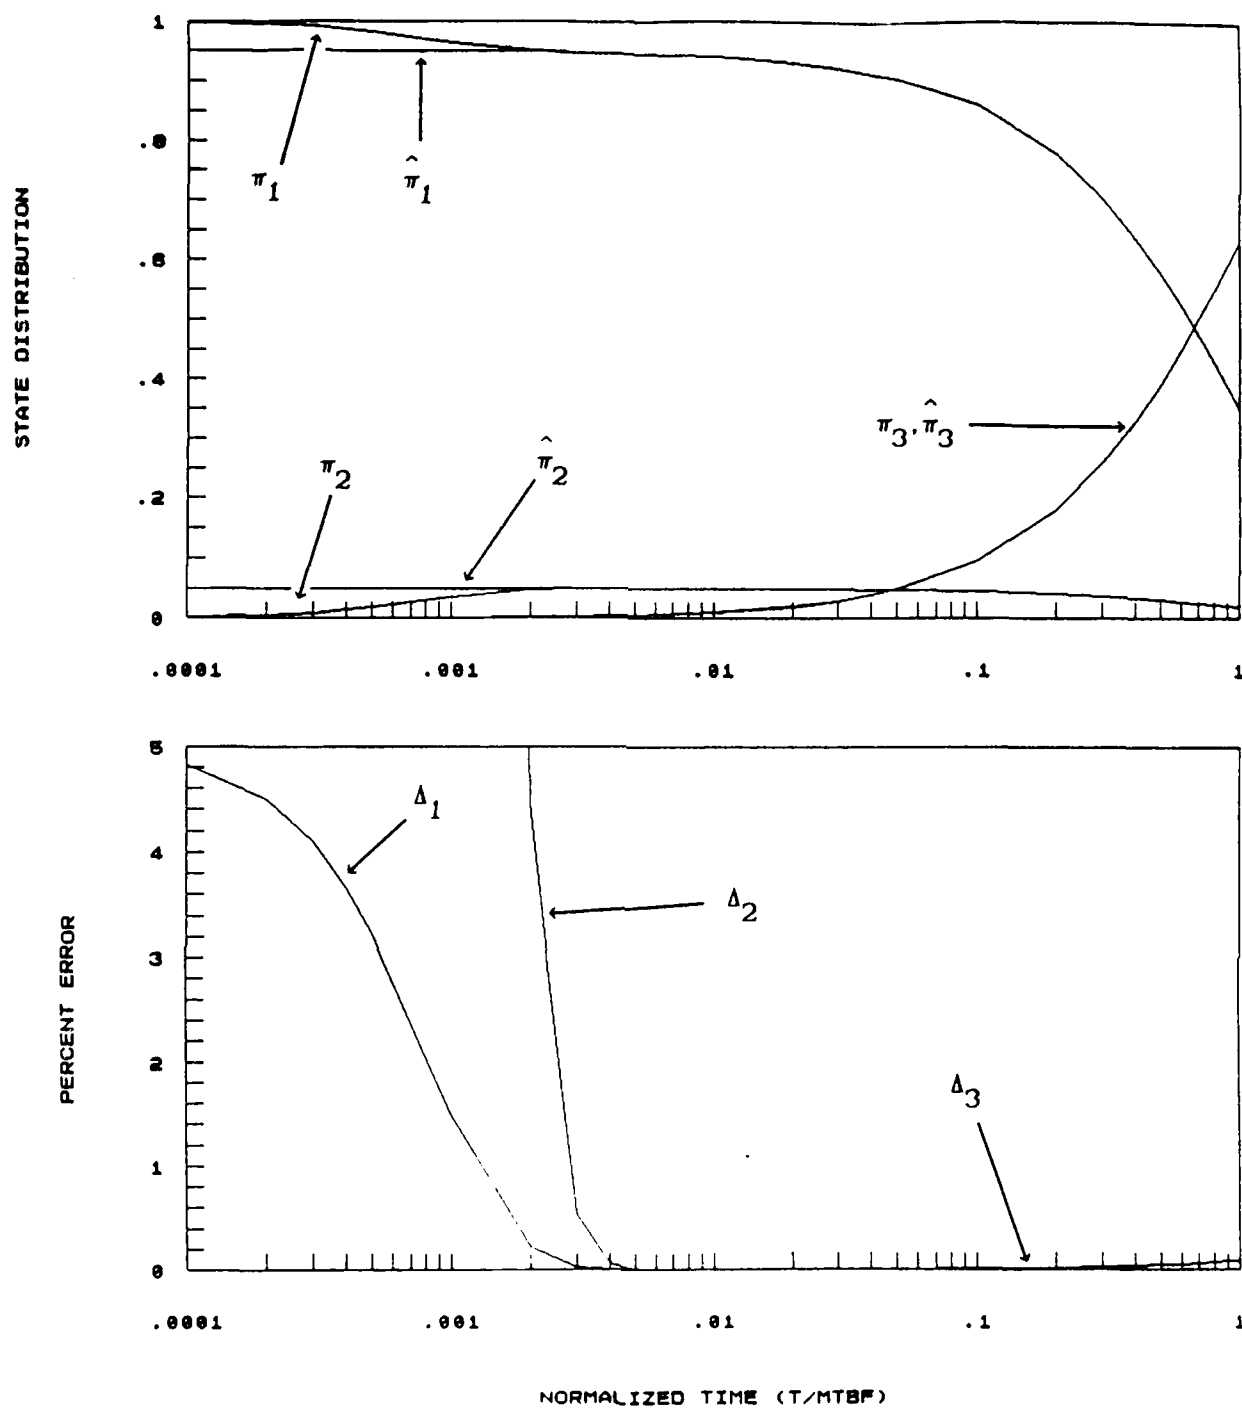 STATE DISTRIBUTION
1
.8
.6
.4
.2
0
π1
π̂1
π2
π̂2
π3,π̂3
.0001 .001 .01 .1 1
PERCENT ERROR
5
4
3
2
1
0
Δ1
Δ2
Δ3
.0001 .001 .01 .1 1
NORMALIZED TIME (T/MTBF)